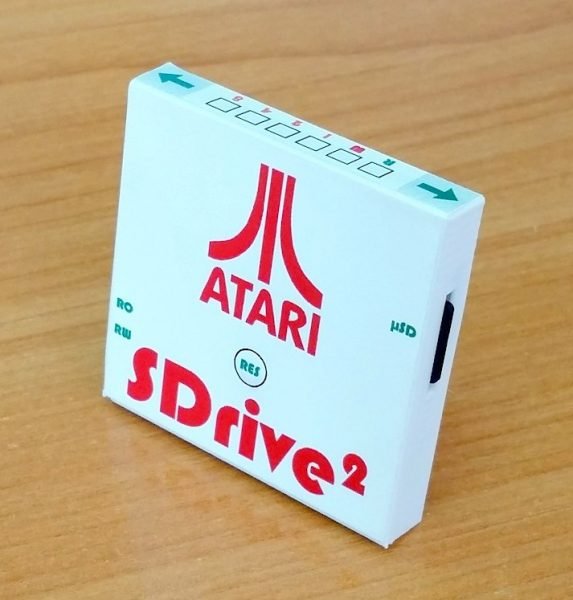 ATARI
RO
RW
µSD
RES
SDrive²